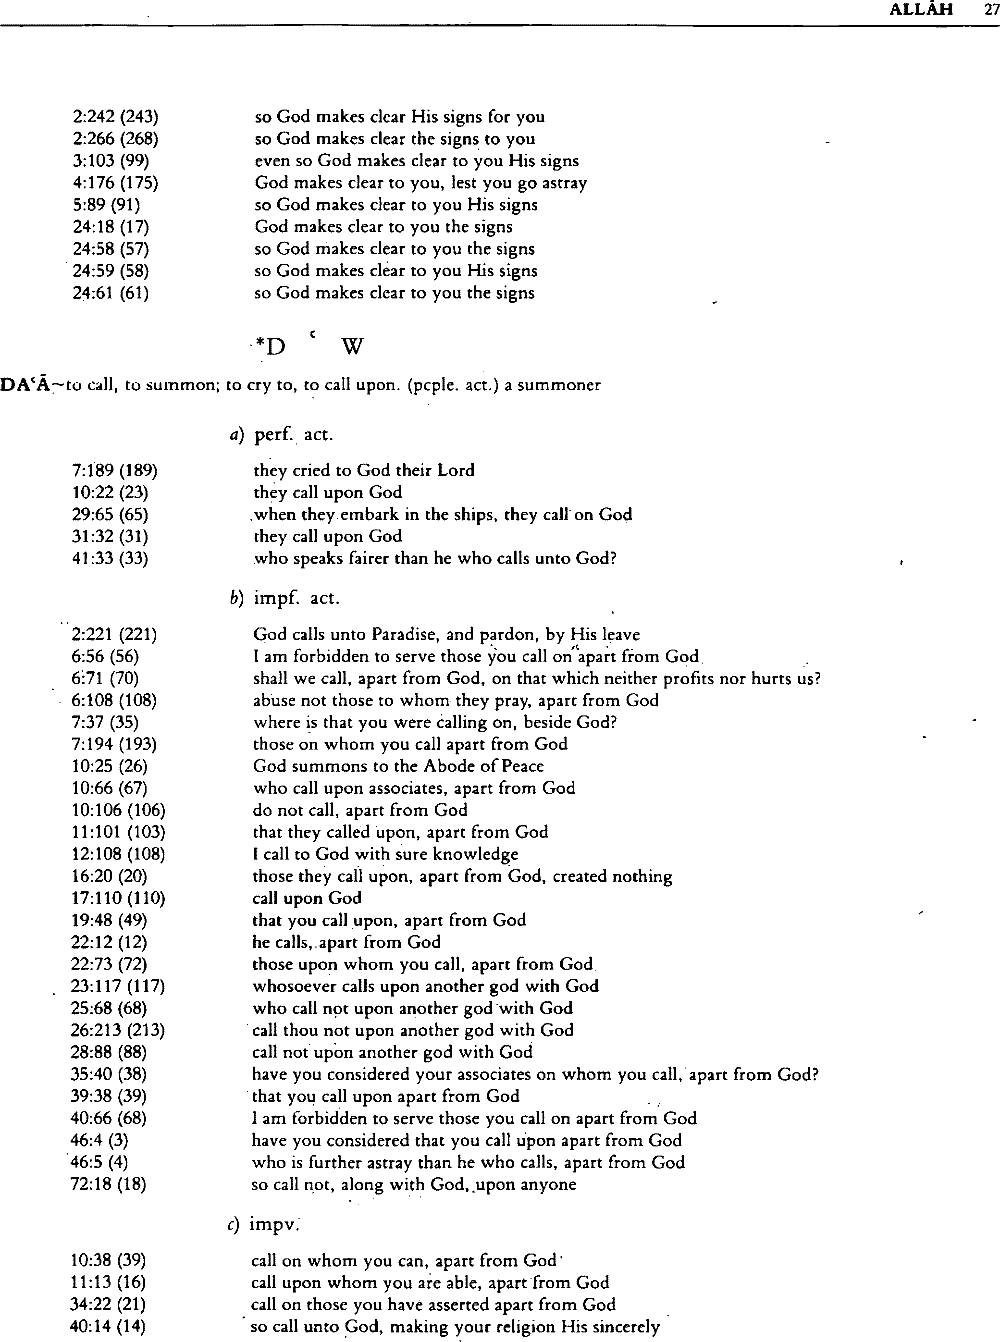 ALLĀH 27
2:242 (243) so God makes clear His signs for you
2:266 (268) so God makes clear the signs to you
3:103 (99) even so God makes clear to you His signs
4:176 (175) God makes clear to you, lest you go astray
5:89 (91) so God makes clear to you His signs
24:18 (17) God makes clear to you the signs
24:58 (57) so God makes clear to you the signs
24:59 (58) so God makes clear to you His signs
24:61 (61) so God makes clear to you the signs
*D ʿ W
DAʿĀ~to call, to summon; to cry to, to call upon. (pcple. act.) a summoner
a) perf. act.
7:189 (189) they cried to God their Lord
10:22 (23) they call upon God
29:65 (65) when they embark in the ships, they call on God
31:32 (31) they call upon God
41:33 (33) who speaks fairer than he who calls unto God?
b) impf. act.
2:221 (221) God calls unto Paradise, and pardon, by His leave
6:56 (56) I am forbidden to serve those you call on apart from God
6:71 (70) shall we call, apart from God, on that which neither profits nor hurts us?
6:108 (108) abuse not those to whom they pray, apart from God
7:37 (35) where is that you were calling on, beside God?
7:194 (193) those on whom you call apart from God
10:25 (26) God summons to the Abode of Peace
10:66 (67) who call upon associates, apart from God
10:106 (106) do not call, apart from God
11:101 (103) that they called upon, apart from God
12:108 (108) I call to God with sure knowledge
16:20 (20) those they call upon, apart from God, created nothing
17:110 (110) call upon God
19:48 (49) that you call upon, apart from God
22:12 (12) he calls, apart from God
22:73 (72) those upon whom you call, apart from God
23:117 (117) whosoever calls upon another god with God
25:68 (68) who call not upon another god with God
26:213 (213) call thou not upon another god with God
28:88 (88) call not upon another god with God
35:40 (38) have you considered your associates on whom you call, apart from God?
39:38 (39) that you call upon apart from God
40:66 (68) I am forbidden to serve those you call on apart from God
46:4 (3) have you considered that you call upon apart from God
46:5 (4) who is further astray than he who calls, apart from God
72:18 (18) so call not, along with God, upon anyone
c) impv.
10:38 (39) call on whom you can, apart from God
11:13 (16) call upon whom you are able, apart from God
34:22 (21) call on those you have asserted apart from God
40:14 (14) so call unto God, making your religion His sincerely